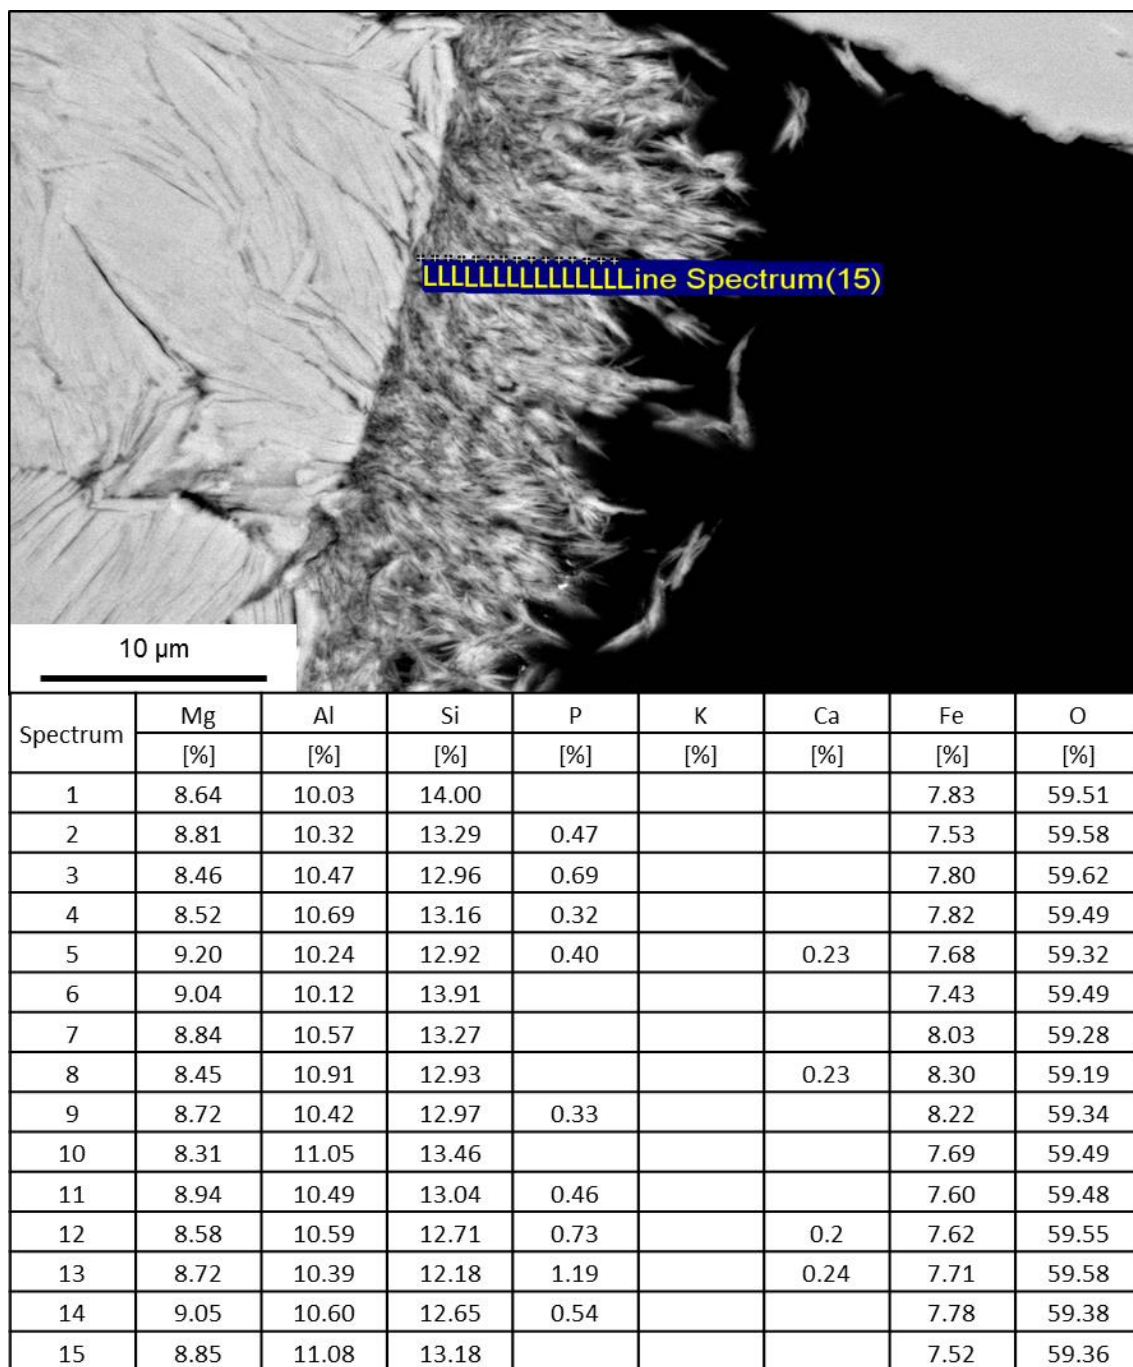 LLLLLLLLLLLLLLLLine Spectrum(15)
10 µm
Spectrum Mg Al Si P K Ca Fe O
[%] [%] [%] [%] [%] [%] [%] [%]
1 8.64 10.03 14.00 7.83 59.51
2 8.81 10.32 13.29 0.47 7.53 59.58
3 8.46 10.47 12.96 0.69 7.80 59.62
4 8.52 10.69 13.16 0.32 7.82 59.49
5 9.20 10.24 12.92 0.40 0.23 7.68 59.32
6 9.04 10.12 13.91 7.43 59.49
7 8.84 10.57 13.27 8.03 59.28
8 8.45 10.91 12.93 0.23 8.30 59.19
9 8.72 10.42 12.97 0.33 8.22 59.34
10 8.31 11.05 13.46 7.69 59.49
11 8.94 10.49 13.04 0.46 7.60 59.48
12 8.58 10.59 12.71 0.73 0.2 7.62 59.55
13 8.72 10.39 12.18 1.19 0.24 7.71 59.58
14 9.05 10.60 12.65 0.54 7.78 59.38
15 8.85 11.08 13.18 7.52 59.36